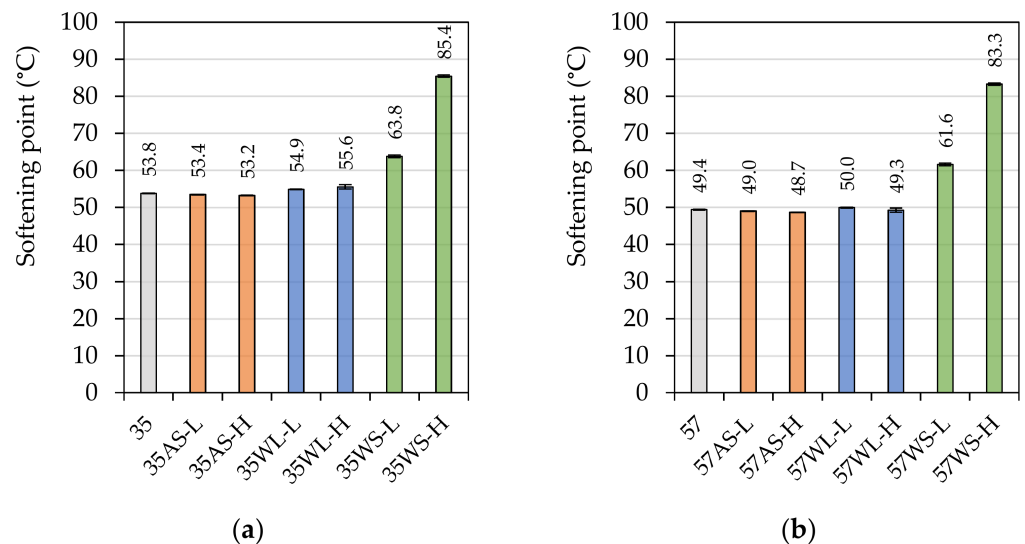 Softening point (°C)
100
90
80
70
60
50
40
30
20
10
0
53.8
53.4
53.2
54.9
55.6
63.8
85.4
35
35AS-L
35AS-H
35WL-L
35WL-H
35WS-L
35WS-H
(a)
Softening point (°C)
100
90
80
70
60
50
40
30
20
10
0
49.4
49.0
48.7
50.0
49.3
61.6
83.3
57
57AS-L
57AS-H
57WL-L
57WL-H
57WS-L
57WS-H
(b)